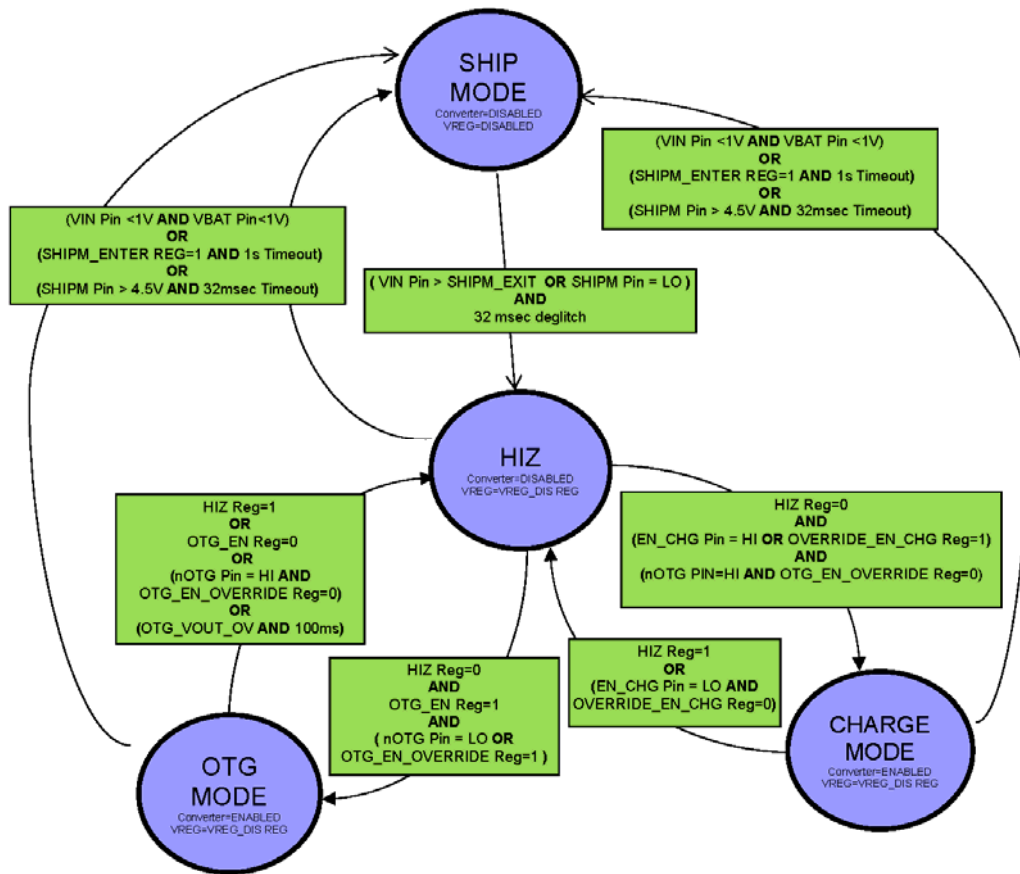 SHIP
MODE
Converter=DISABLED
VREG=DISABLED
(VIN Pin <1V AND VBAT Pin <1V)
OR
(SHIPM_ENTER REG=1 AND 1s Timeout)
OR
(SHIPM Pin > 4.5V AND 32msec Timeout)
(VIN Pin <1V AND VBAT Pin<1V)
OR
(SHIPM_ENTER REG=1 AND 1s Timeout)
OR
(SHIPM Pin > 4.5V AND 32msec Timeout)
( VIN Pin > SHIPM_EXIT OR SHIPM Pin = LO )
AND
32 msec deglitch
HIZ
Converter=DISABLED
VREG=VREG_DIS REG
HIZ Reg=1
OR
OTG_EN Reg=0
OR
(nOTG Pin = HI AND
OTG_EN_OVERRIDE Reg=0)
OR
(OTG_VOUT_OV AND 100ms)
HIZ Reg=0
AND
(EN_CHG Pin = HI OR OVERRIDE_EN_CHG Reg=1)
AND
(nOTG PIN=HI AND OTG_EN_OVERRIDE Reg=0)
HIZ Reg=0
AND
OTG_EN Reg=1
AND
( nOTG Pin = LO OR
OTG_EN_OVERRIDE Reg=1 )
HIZ Reg=1
OR
(EN_CHG Pin = LO AND
OVERRIDE_EN_CHG Reg=0)
OTG
MODE
Converter=ENABLED
VREG=VREG_DIS REG
CHARGE
MODE
Converter=ENABLED
VREG=VREG_DIS REG